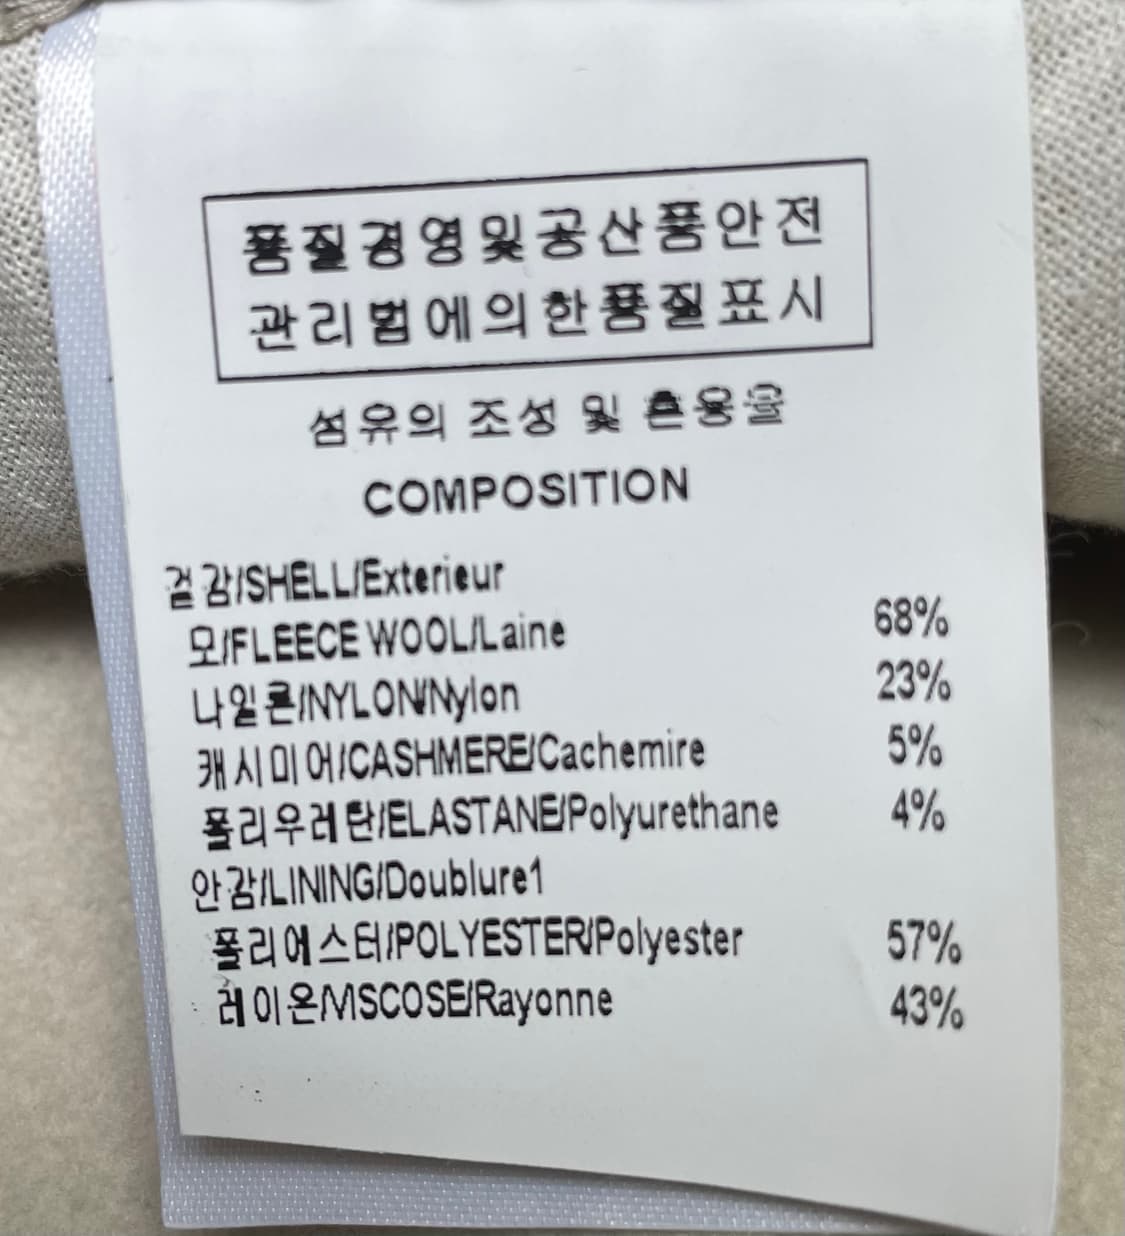 품질경영및공산품안전
관리법에의한품질표시
섬유의 조성 및 혼용율
COMPOSITION
겉감/SHELL/Exterieur
모/FLEECE WOOL/Laine 68%
나일론/NYLON/Nylon 23%
캐시미어/CASHMERE/Cachemire 5%
폴리우레탄/ELASTANE/Polyurethane 4%
안감/LINING/Doublure1
폴리에스터/POLYESTER/Polyester 57%
레이온/VISCOSE/Rayonne 43%